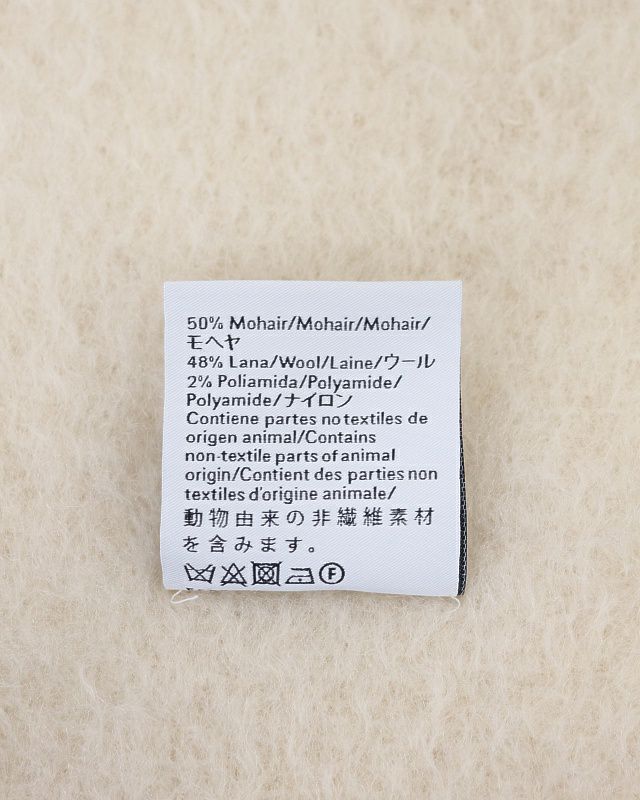 50% Mohair/Mohair/Mohair/
モヘヤ
48% Lana/Wool/Laine/ウール
2% Poliamida/Polyamide/
Polyamide/ナイロン
Contiene partes no textiles de
origen animal/Contains
non-textile parts of animal
origin/Contient des parties non
textiles d'origine animale/
動物由来の非繊維素材
を含みます。
F